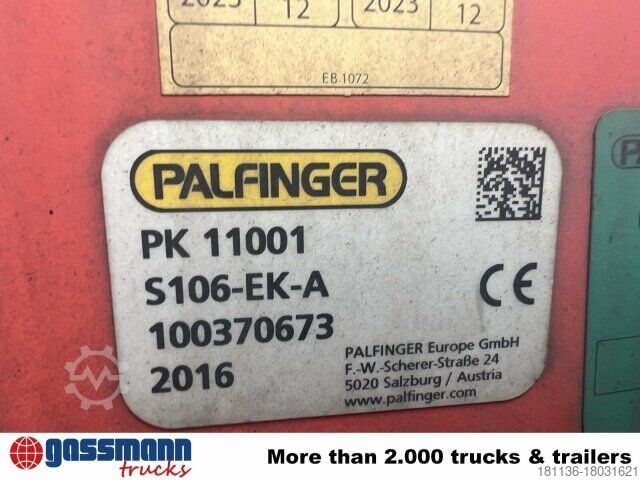 2023 12 2023 12
EB 1072
PALFINGER
PK 11001
S106-EK-A
100370673
2016
CE
PALFINGER Europe GmbH
F.-W.-Scherer-Straße 24
5020 Salzburg / Austria
www.palfinger.com
P
gassmann
trucks
More than 2.000 trucks & trailers
181136-18031621